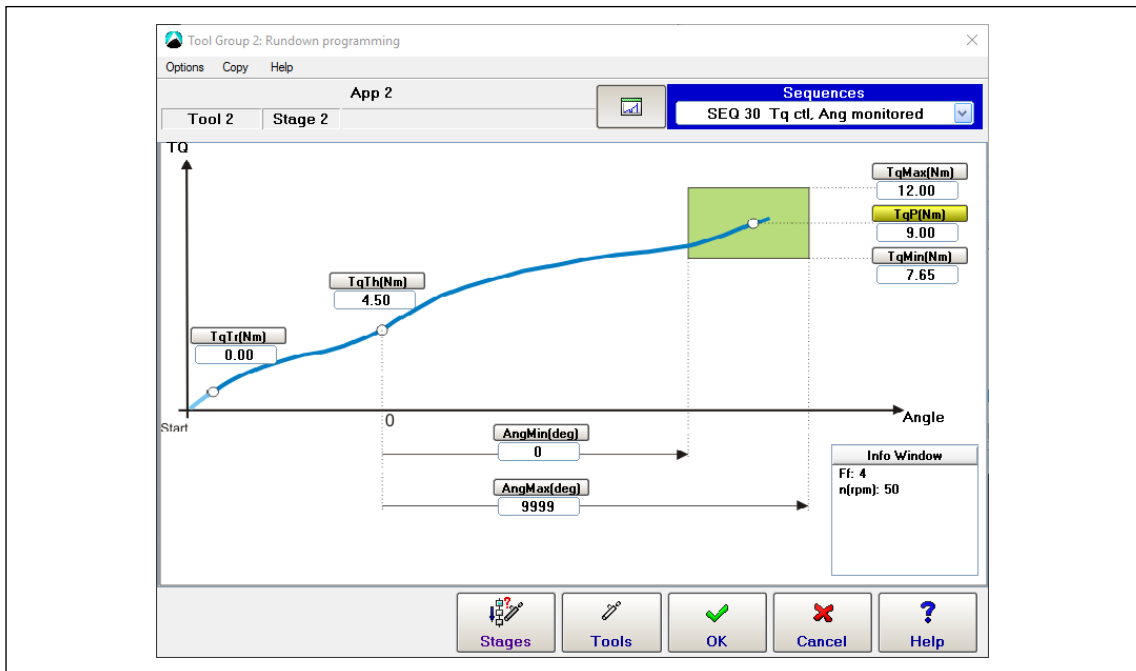 Tool Group 2: Rundown programming
Options Copy Help
App 2
Tool 2 Stage 2
Sequences
SEQ 30 Tq ctl, Ang monitored
TQ
TqMax(Nm)
12.00
TqP(Nm)
9.00
TqMin(Nm)
7.65
TqTh(Nm)
4.50
TqTr(Nm)
0.00
Start
0
Angle
AngMin(deg)
0
AngMax(deg)
9999
Info Window
Ff: 4
n(rpm): 50
Stages Tools OK Cancel Help